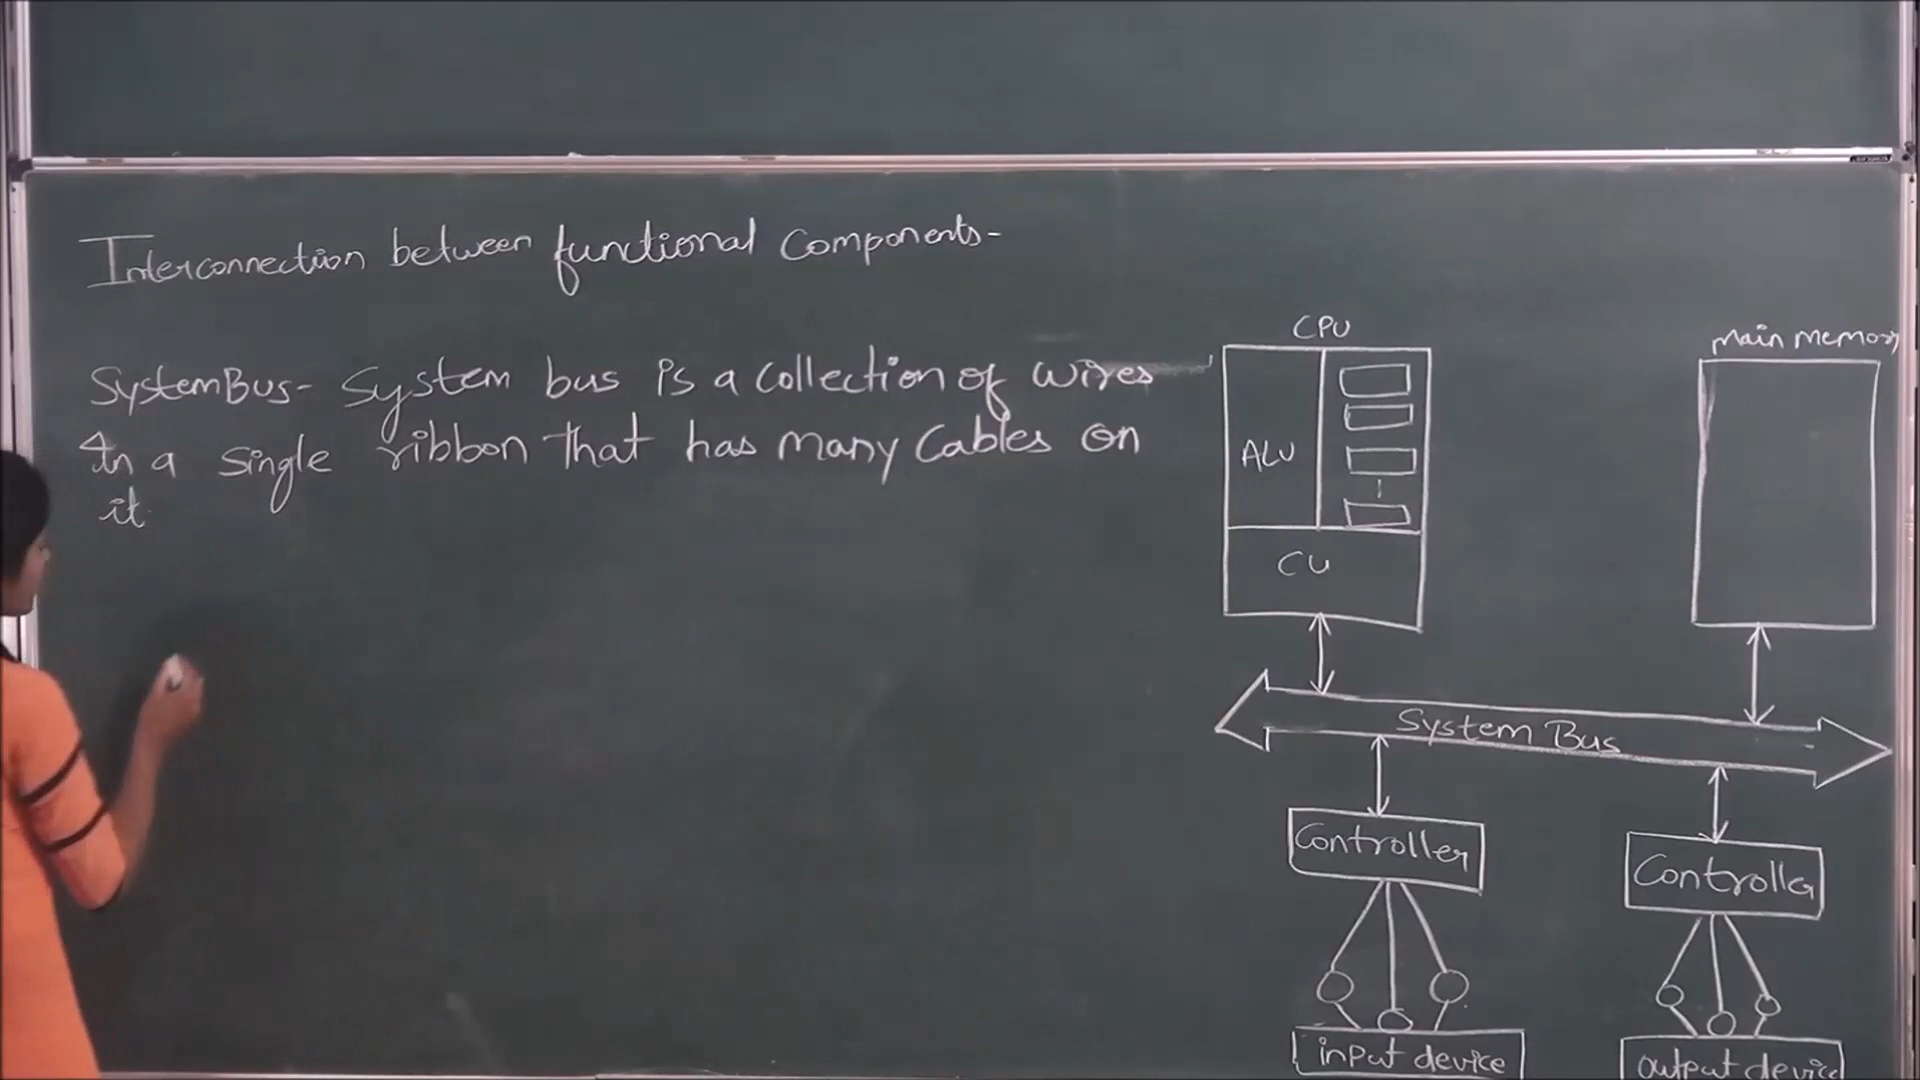 Interconnection between functional Components-
SystemBus- System bus is a collection of wires
In a single ribbon that has many Cables on
it
CPU
ALU
CU
Main memory
System Bus
Controller
Controller
input device
output device